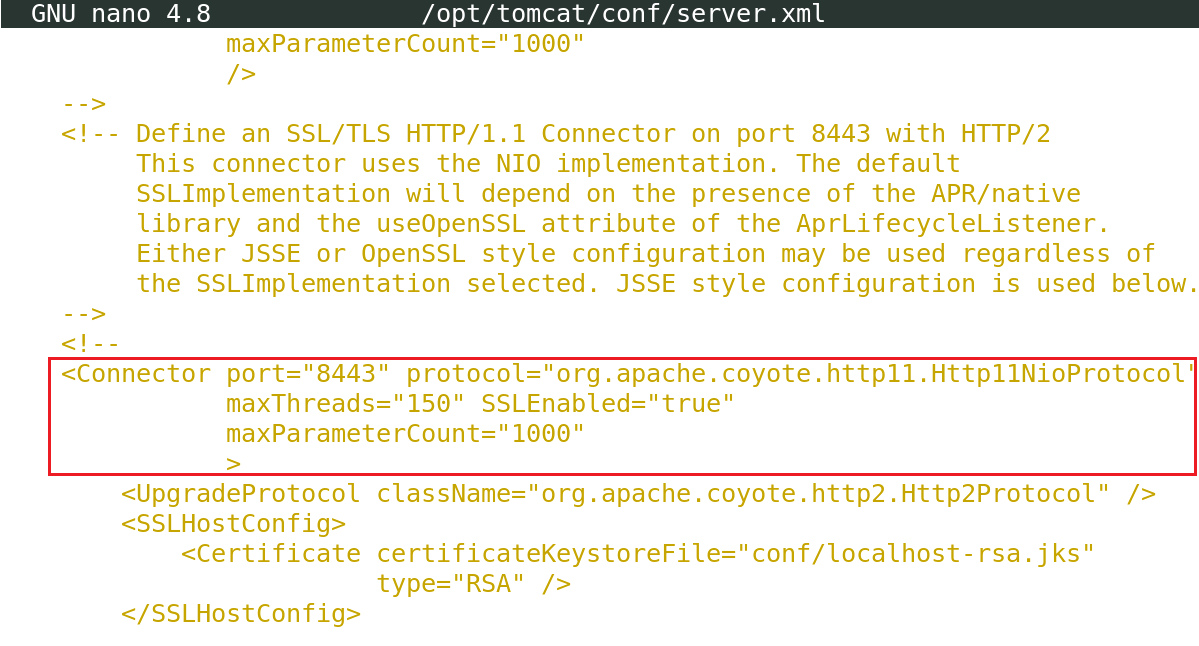 GNU nano 4.8 /opt/tomcat/conf/server.xml
maxParameterCount="1000"
/>
-->
<!-- Define an SSL/TLS HTTP/1.1 Connector on port 8443 with HTTP/2
This connector uses the NIO implementation. The default
SSLImplementation will depend on the presence of the APR/native
library and the useOpenSSL attribute of the AprLifecycleListener.
Either JSSE or OpenSSL style configuration may be used regardless of
the SSLImplementation selected. JSSE style configuration is used below.
-->
<!--
<Connector port="8443" protocol="org.apache.coyote.http11.Http11NioProtocol"
maxThreads="150" SSLEnabled="true"
maxParameterCount="1000"
>
<UpgradeProtocol className="org.apache.coyote.http2.Http2Protocol" />
<SSLHostConfig>
<Certificate certificateKeystoreFile="conf/localhost-rsa.jks"
type="RSA" />
</SSLHostConfig>